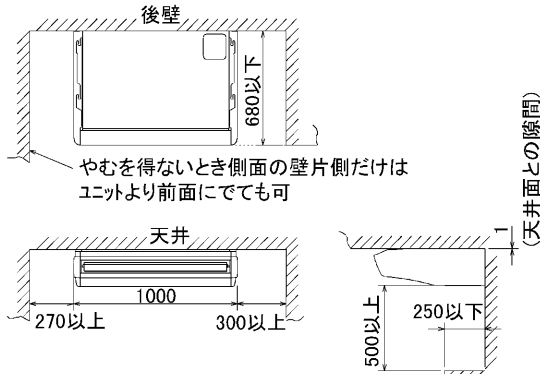 後壁
680以下
やむを得ないとき側面の壁片側だけは
ユニットより前面にでても可
天井
1000
270以上
300以上
1
(天井面との隙間)
500以上
250以下